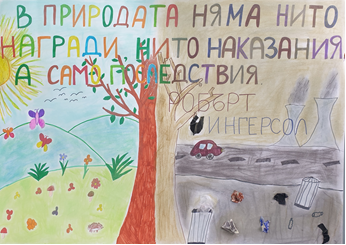 В ПРИРОДАТА НЯМА НИТО
НАГРАДИ, НИТО НАКАЗАНИЯ,
А САМО ПОСЛЕДСТВИЯ.
РОБЪРТ
ИНГЕРСОЛ